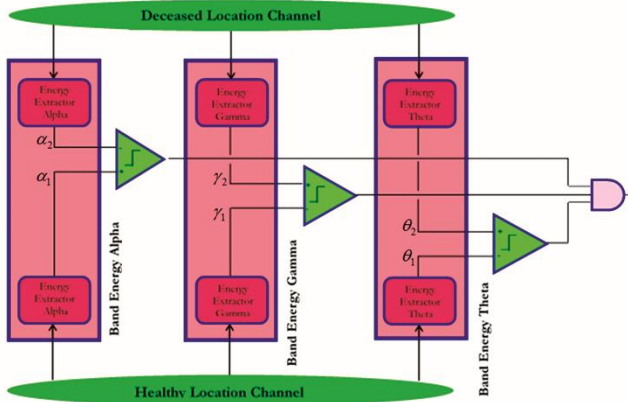 Deceased Location Channel
Energy
Extractor
Alpha
Energy
Extractor
Gamma
Energy
Extractor
Theta
α₂
α₁
-
+
γ₂
γ₁
+
-
θ₂
θ₁
+
-
Energy
Extractor
Alpha
Energy
Extractor
Gamma
Energy
Extractor
Theta
Band Energy Alpha
Band Energy Gamma
Band Energy Theta
Healthy Location Channel